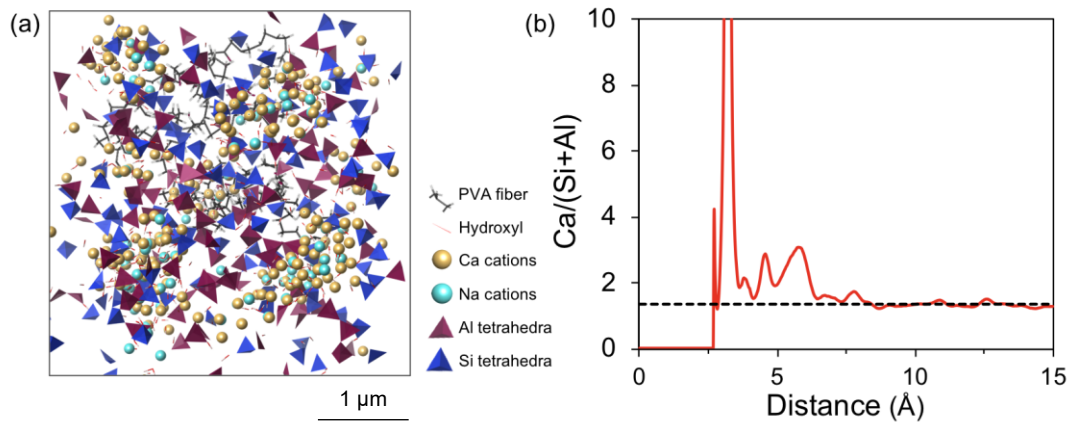 (a)
PVA fiber
Hydroxyl
Ca cations
Na cations
Al tetrahedra
Si tetrahedra
1 μm
(b)
Ca/(Si+Al)
10
8
6
4
2
0
0
5
10
15
Distance (Å)